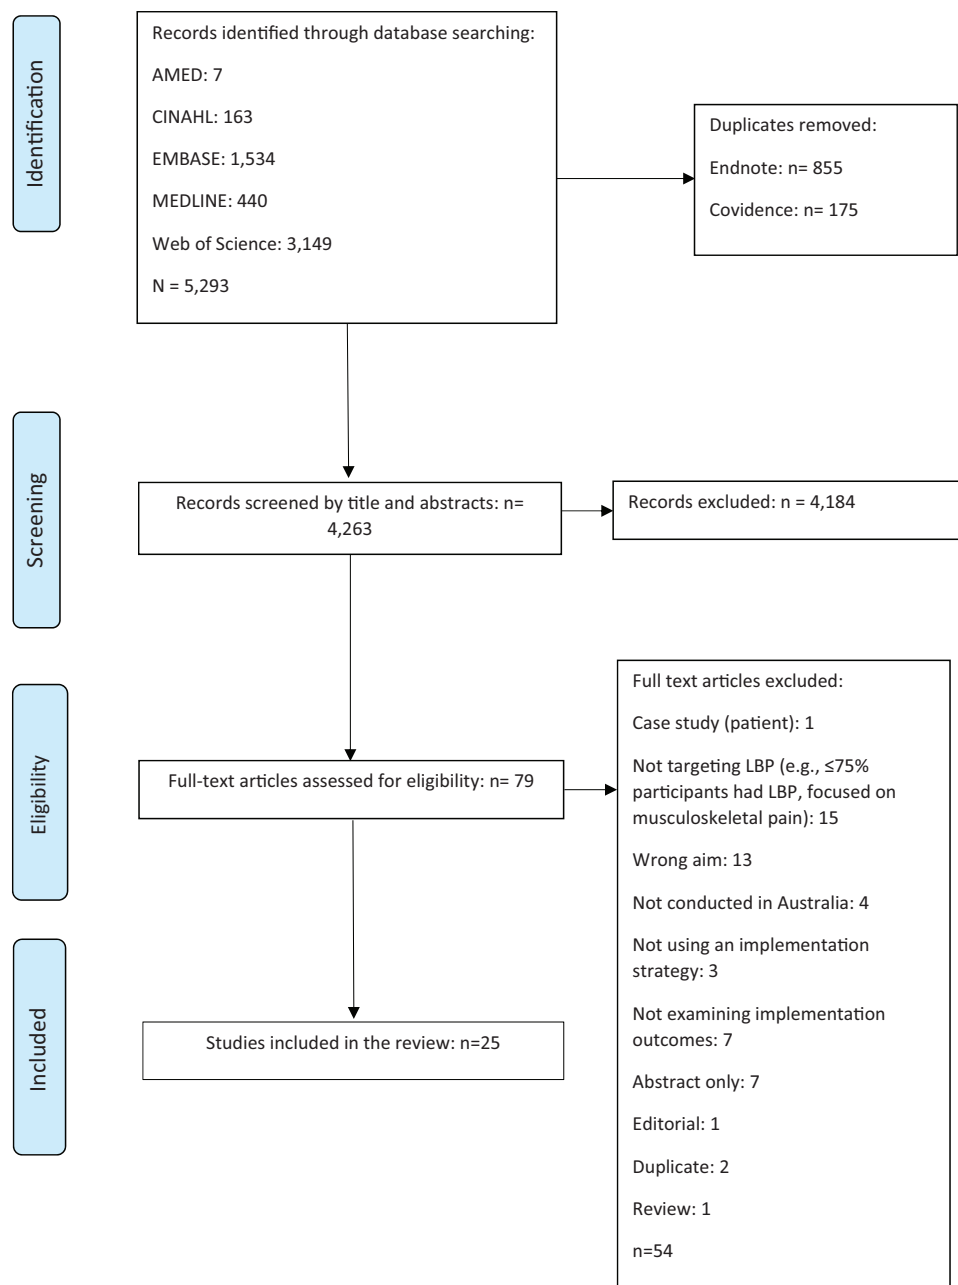 Identification
Records identified through database searching:
AMED: 7
CINAHL: 163
EMBASE: 1,534
MEDLINE: 440
Web of Science: 3,149
N = 5,293
Duplicates removed:
Endnote: n= 855
Covidence: n= 175
Screening
Records screened by title and abstracts: n=
4,263
Records excluded: n = 4,184
Eligibility
Full-text articles assessed for eligibility: n= 79
Full text articles excluded:
Case study (patient): 1
Not targeting LBP (e.g., ≤75%
participants had LBP, focused on
musculoskeletal pain): 15
Wrong aim: 13
Not conducted in Australia: 4
Not using an implementation
strategy: 3
Not examining implementation
outcomes: 7
Abstract only: 7
Editorial: 1
Duplicate: 2
Review: 1
n=54
Included
Studies included in the review: n=25